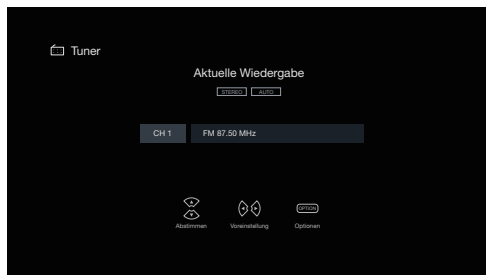 Tuner
Aktuelle Wiedergabe
STEREO AUTO
CH 1 FM 87.50 MHz
OPTION
Abstimmen Voreinstellung Optionen